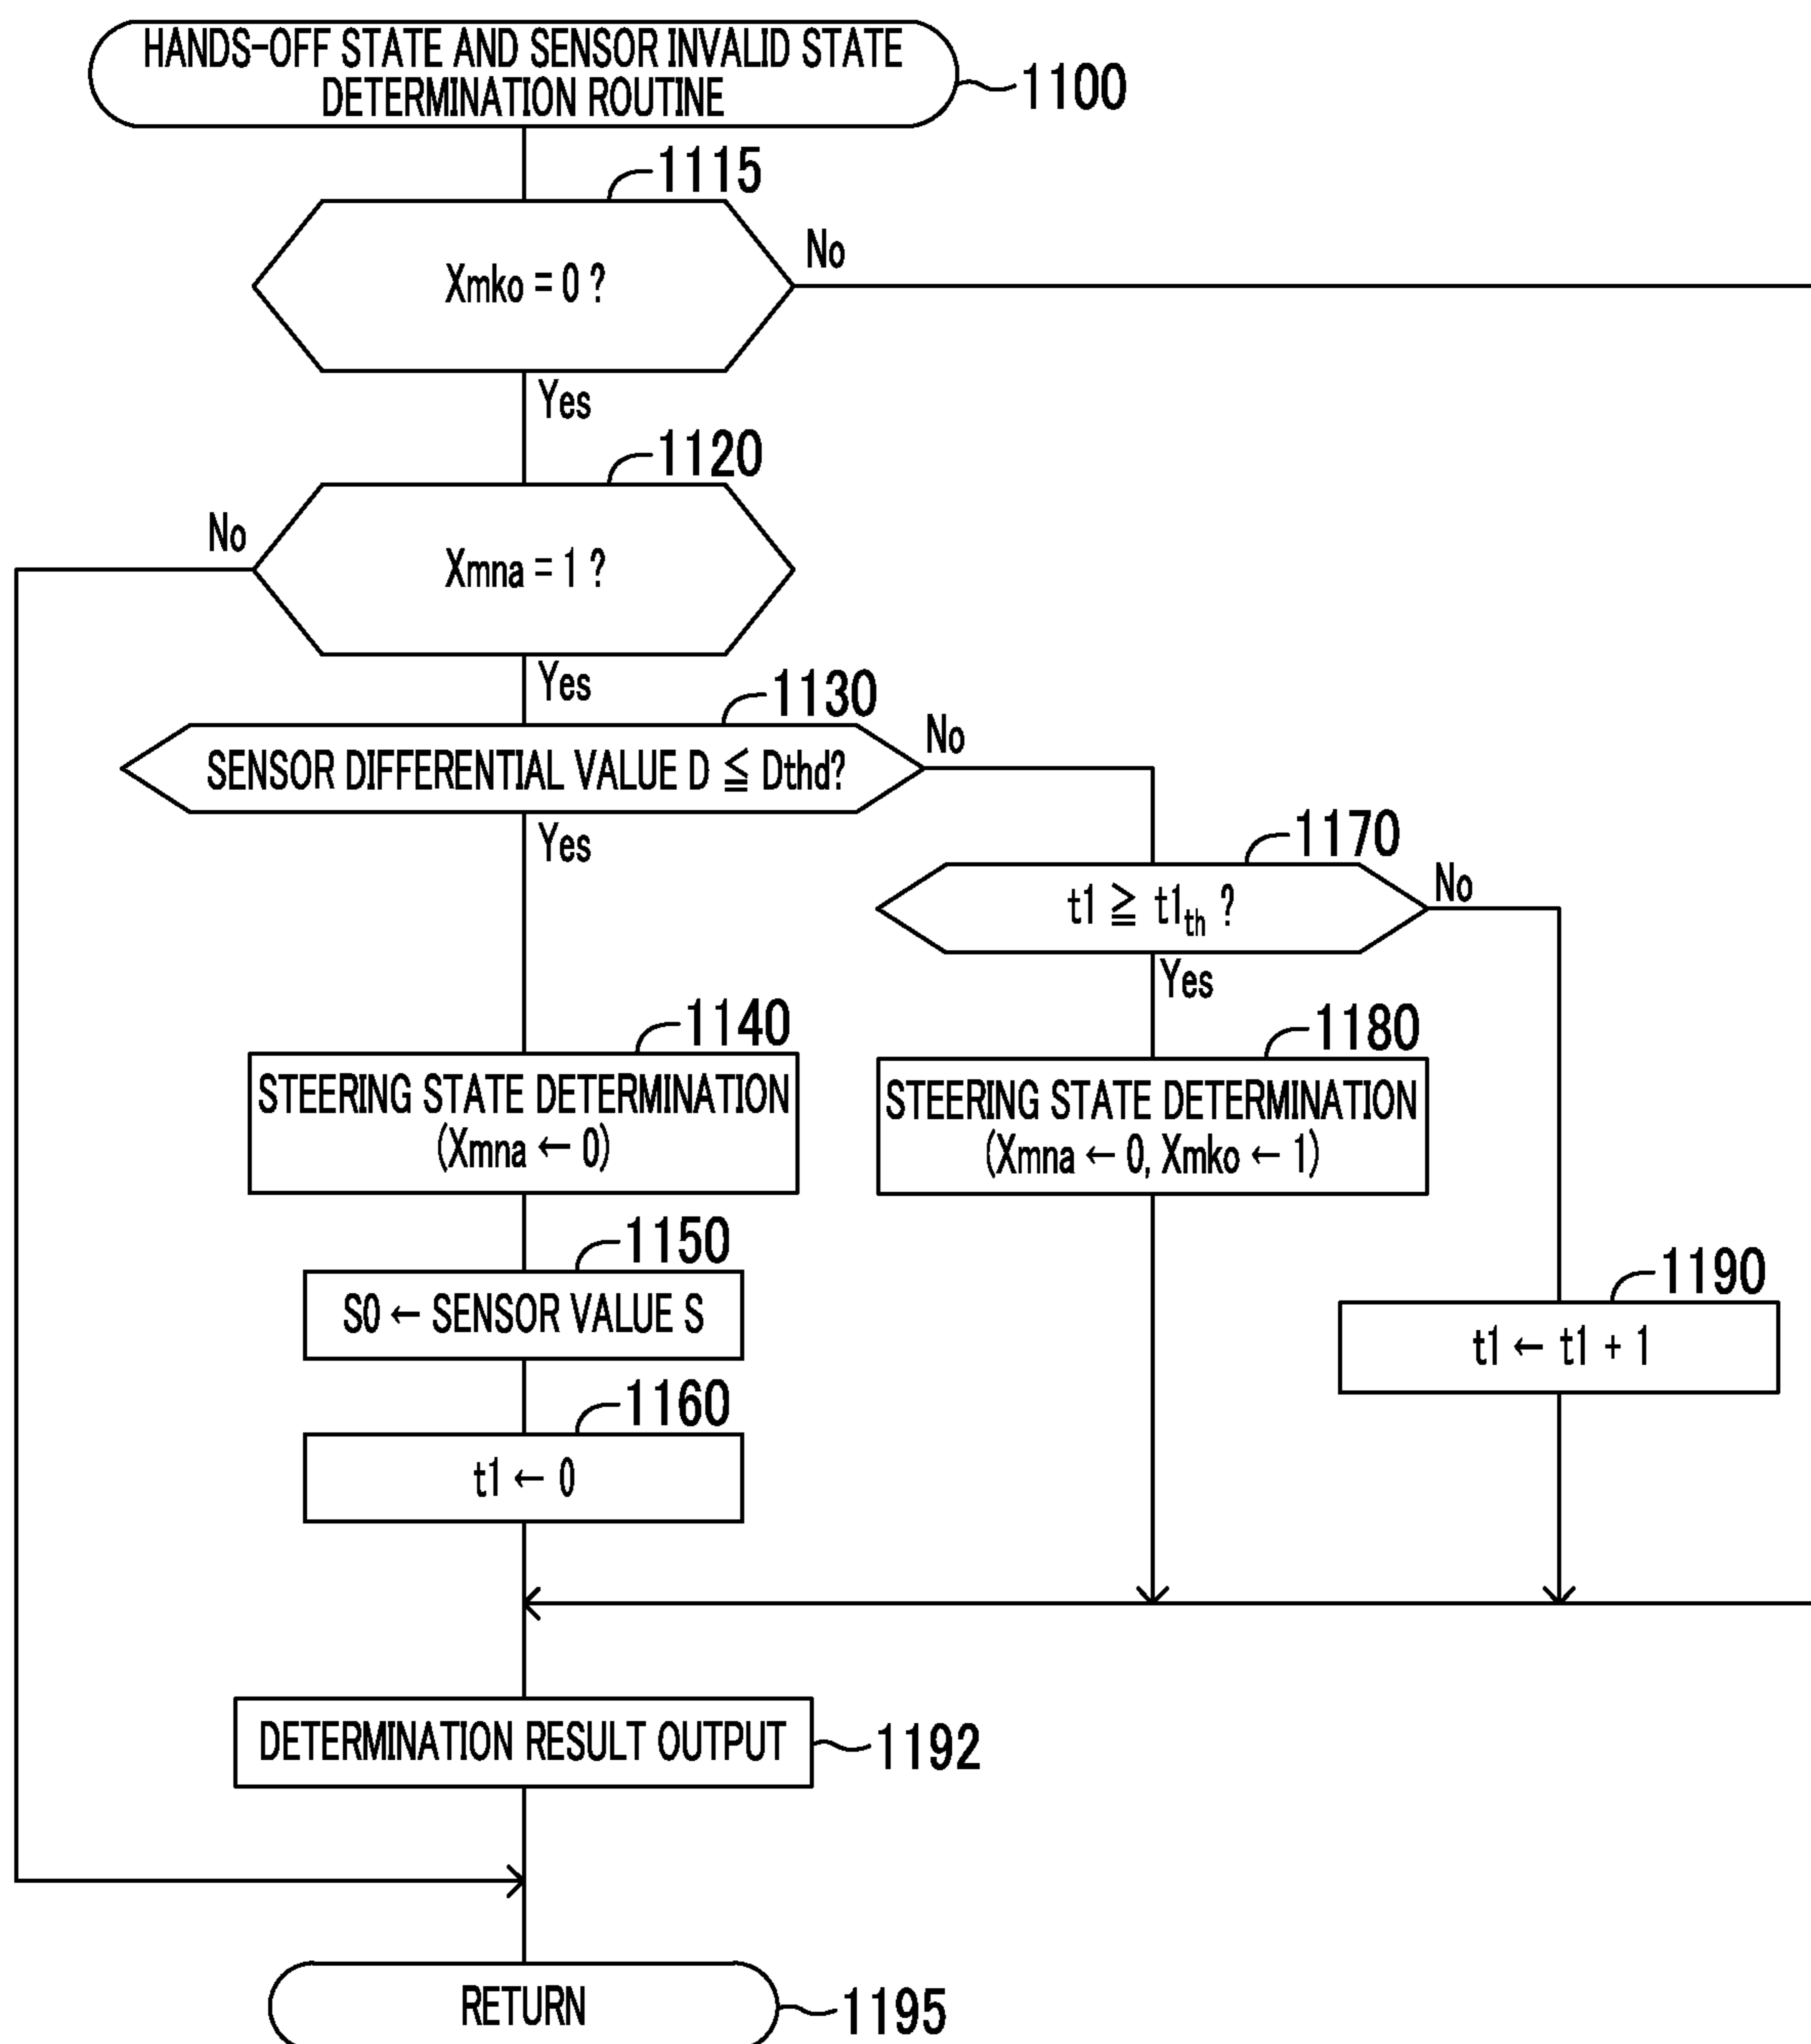 HANDS-OFF STATE AND SENSOR INVALID STATE
DETERMINATION ROUTINE
1100
1115
Xmko = 0 ?
No
Yes
1120
No
Xmna = 1 ?
Yes
1130
SENSOR DIFFERENTIAL VALUE D ≦ Dthd?
No
Yes
1170
t1 ≧ t1th ?
No
Yes
1140
STEERING STATE DETERMINATION
(Xmna ← 0)
1180
STEERING STATE DETERMINATION
(Xmna ← 0, Xmko ← 1)
1150
S0 ← SENSOR VALUE S
1190
t1 ← t1 + 1
1160
t1 ← 0
DETERMINATION RESULT OUTPUT
1192
RETURN
1195